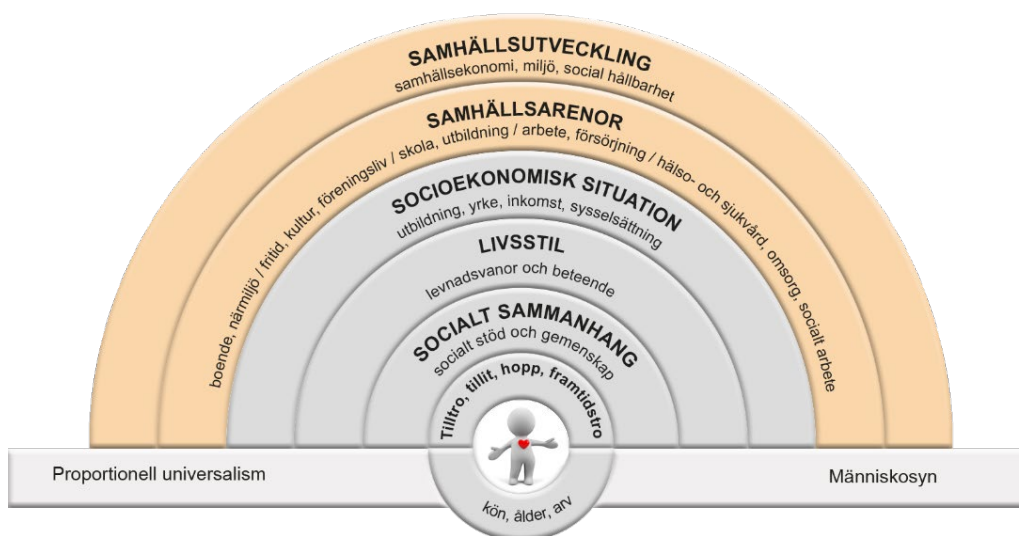 SAMHÄLLSUTVECKLING
samhällsekonomi, miljö, social hållbarhet
SAMHÄLLSARENOR
boende, närmiljö / fritid, kultur, föreningsliv / skola, utbildning / arbete, försörjning / hälso- och sjukvård, omsorg, socialt arbete
SOCIOEKONOMISK SITUATION
utbildning, yrke, inkomst, sysselsättning
LIVSSTIL
levnadsvanor och beteende
SOCIALT SAMMANHANG
socialt stöd och gemenskap
Tilltro, tillit, hopp, framtidstro
Proportionell universalism
Människosyn
kön, ålder, arv